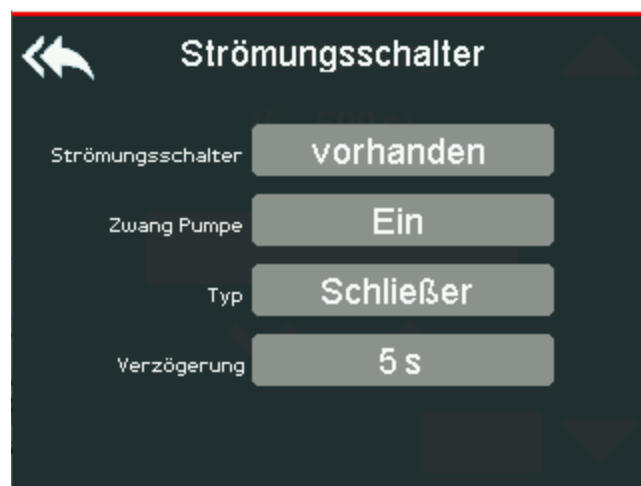 Strömungsschalter
Strömungsschalter vorhanden
Zwang Pumpe Ein
Typ Schließer
Verzögerung 5 s